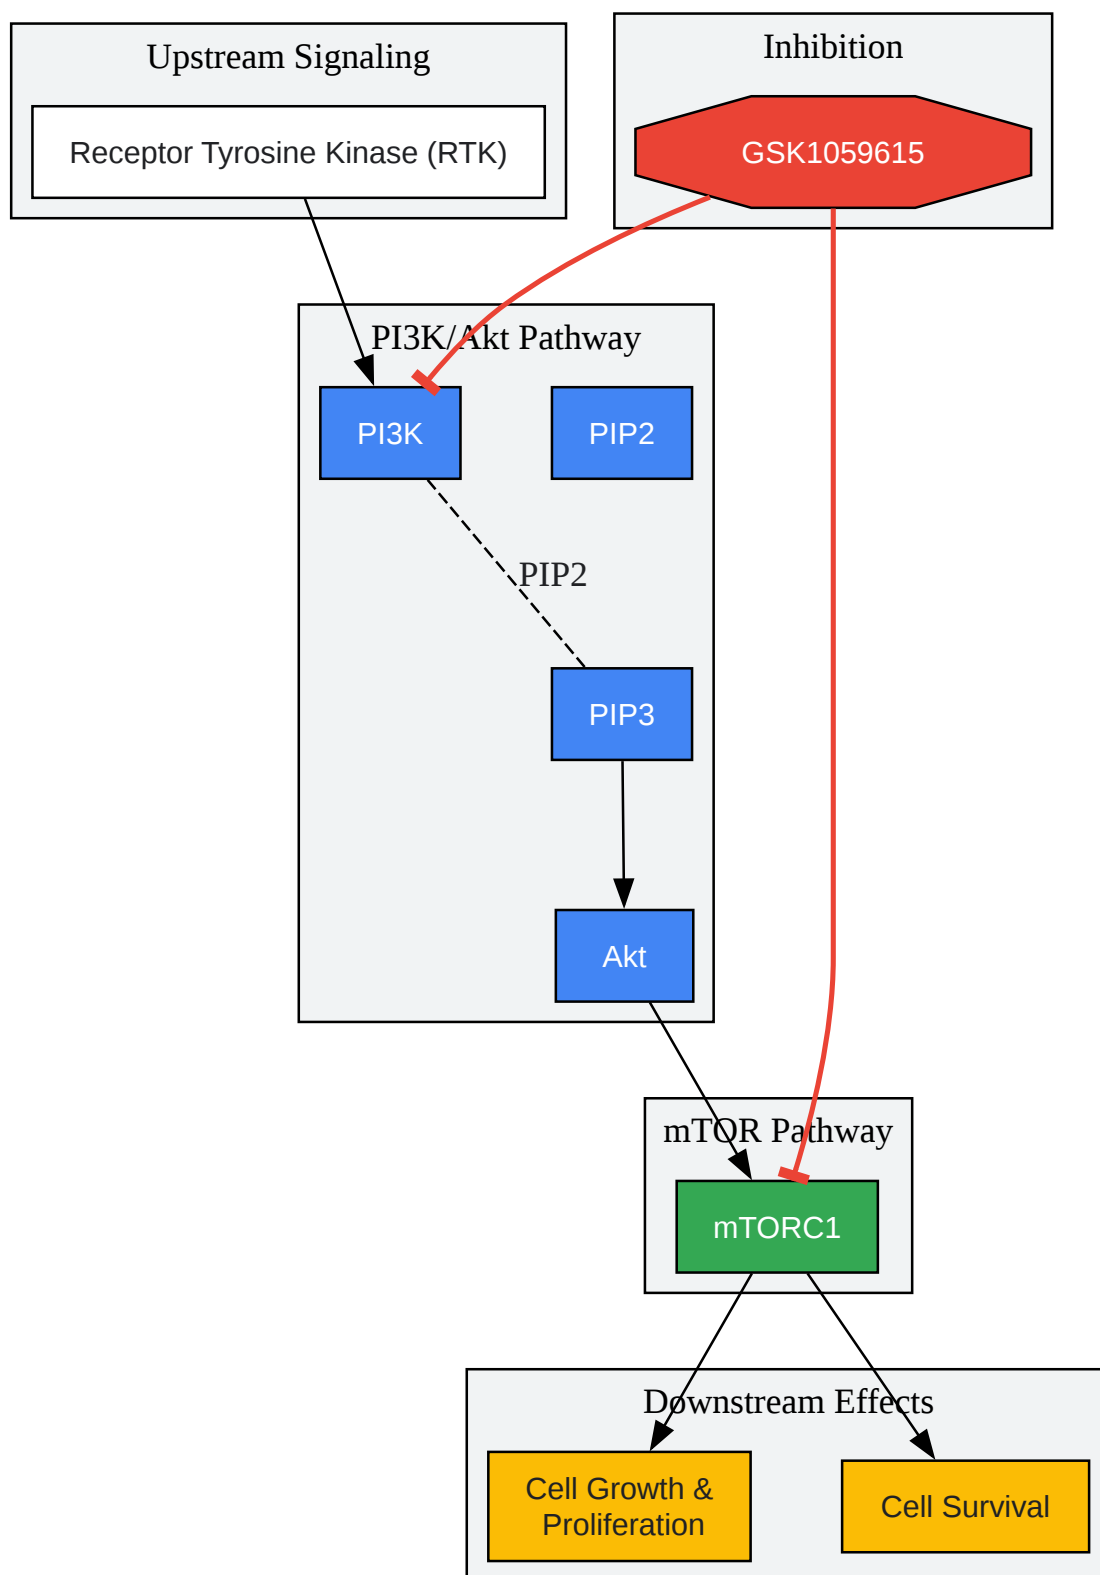 Upstream Signaling
Receptor Tyrosine Kinase (RTK)
Inhibition
GSK1059615
PI3K/Akt Pathway
PI3K
PIP2
PIP2
PIP3
Akt
mTOR Pathway
mTORC1
Downstream Effects
Cell Growth &
Proliferation
Cell Survival